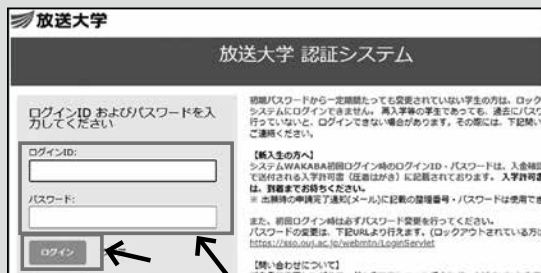 放送大学
放送大学 認証システム
ログインID およびパスワードを入
力してください
ログインID:
パスワード:
ログイン
初期パスワードから一定期間たっても変更されていない学生の方は、ロック
システムにログインできません。再入学等の学生であっても、過去にパスワ
行っていないと、ログインできない場合があります。その際には、下記問い
ご連絡ください。
【新入生の方へ】
システムWAKABA初回ログイン時のログインID・パスワードは、入金確認
で送付される入学許可書（圧着はがき）に記載されております。入学許可書
は、到着までお待ちください。
※ 出願時の申請完了通知(メール)に記載の整理番号・パスワードは使用でき
また、初回ログイン時は必ずパスワード変更を行ってください。
パスワードの変更は、下記URLより行えます。(ロックアウトされている方は
https://sso.ouj.ac.jp/webmtn/LoginServlet
【問い合わせについて】